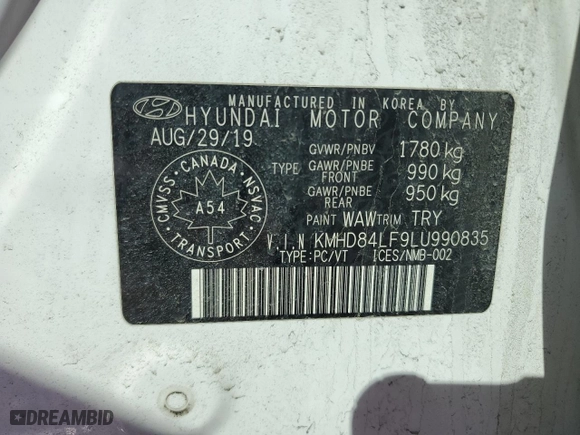 MANUFACTURED IN KOREA BY
HYUNDAI MOTOR COMPANY
AUG/29/19
GVWR/PNBV 1780 kg
TYPE GAWR/PNBE FRONT 990 kg
GAWR/PNBE REAR 950 kg
PAINT WAW TRIM TRY
CANADA
CMVSS NSVAC
A54
TRANSPORT
V.I.N KMHD84LF9LU990835
TYPE:PC/VT ICES/NMB-002
DREAMBID